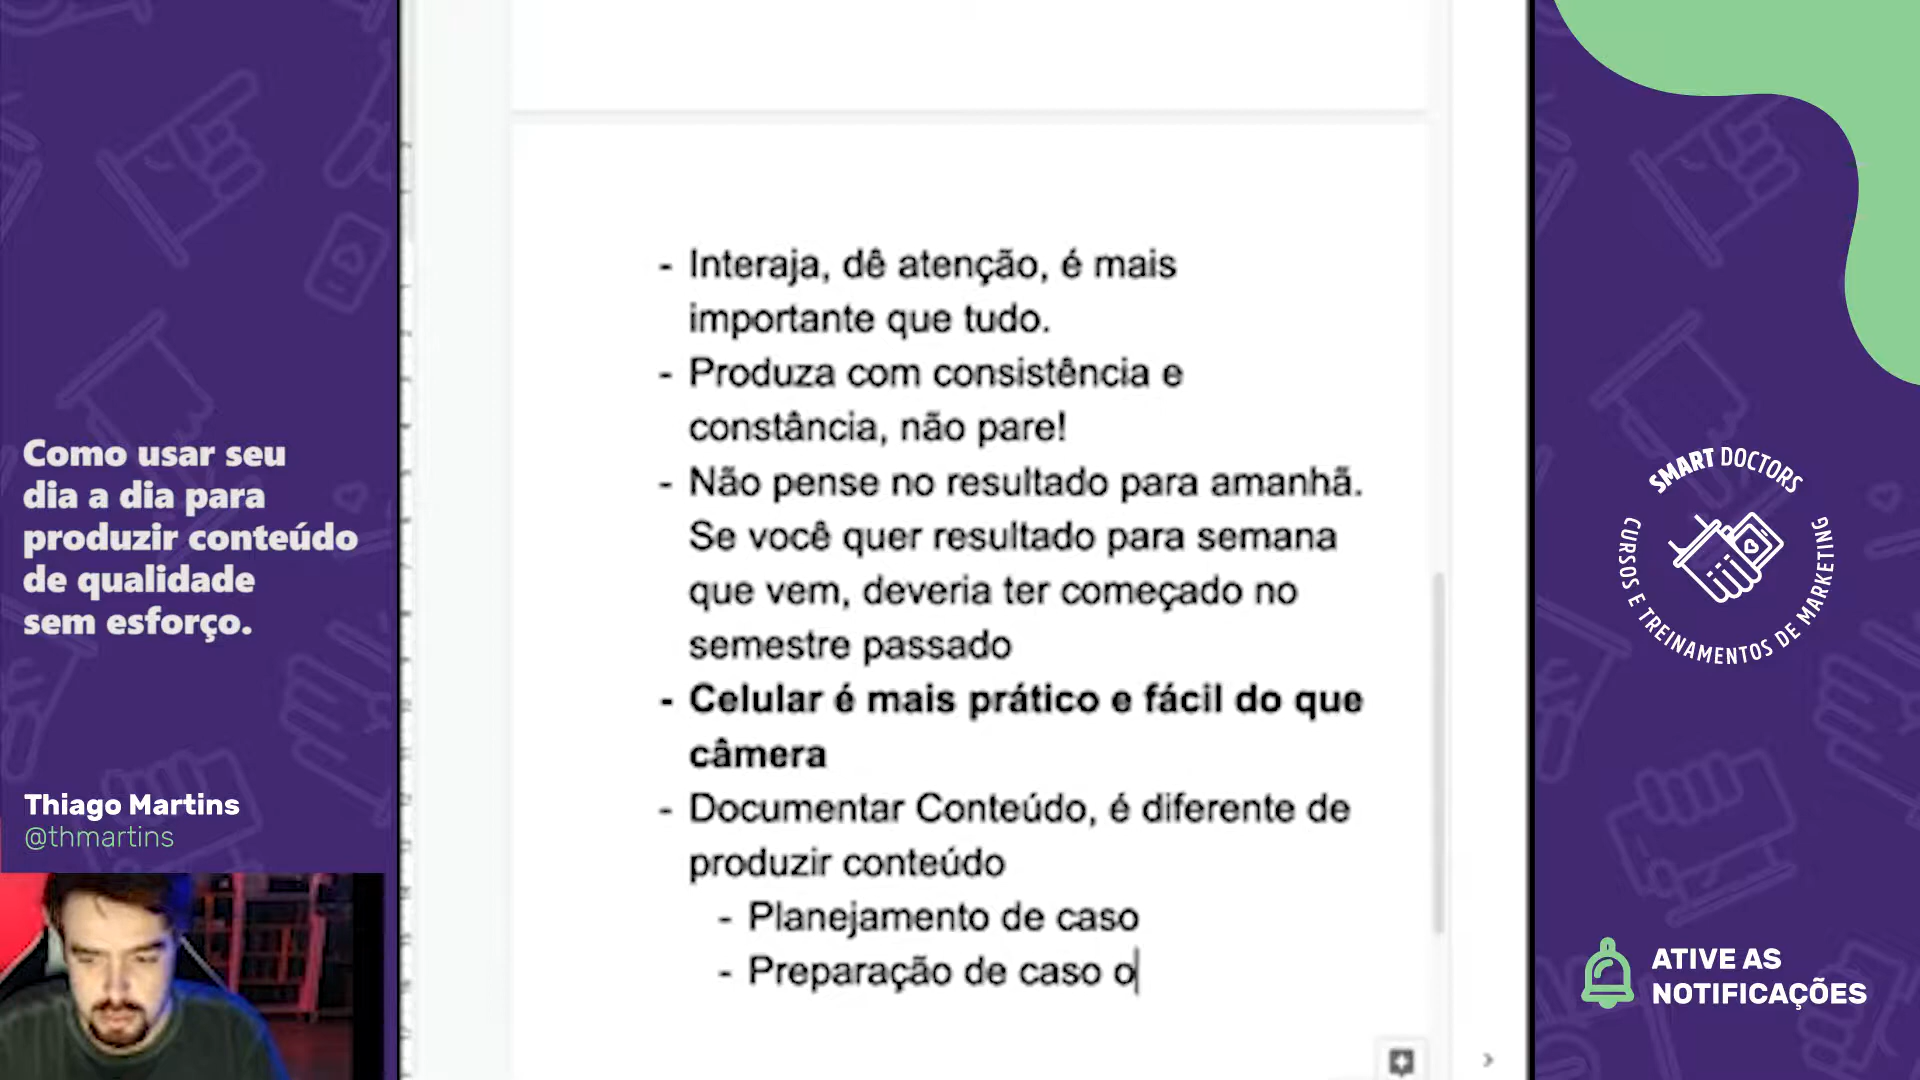 Como usar seu
dia a dia para
produzir conteúdo
de qualidade
sem esforço.
Thiago Martins
@thmartins
- Interaja, dê atenção, é mais
importante que tudo.
- Produza com consistência e
constância, não pare!
- Não pense no resultado para amanhã.
Se você quer resultado para semana
que vem, deveria ter começado no
semestre passado
- Celular é mais prático e fácil do que
câmera
- Documentar Conteúdo, é diferente de
produzir conteúdo
- Planejamento de caso
- Preparação de caso o
SMART DOCTORS
CURSOS E TREINAMENTOS DE MARKETING
ATIVE AS
NOTIFICAÇÕES